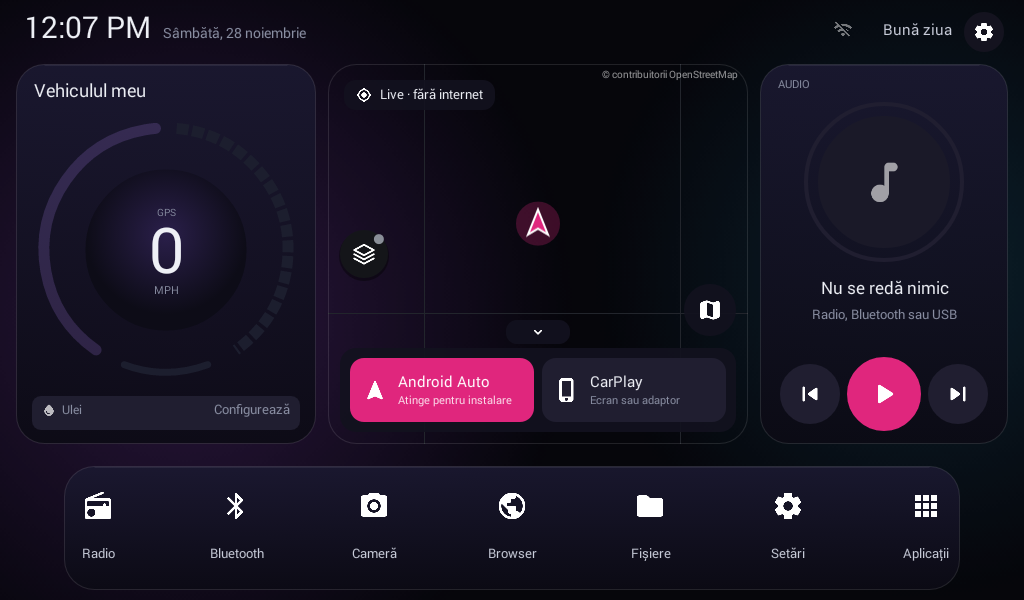 12:07 PM
Sâmbătă, 28 noiembrie
Bună ziua
Vehiculul meu
GPS
0
MPH
Ulei
Configurează
© contribuitorii OpenStreetMap
Live · fără internet
Android Auto
Atinge pentru instalare
CarPlay
Ecran sau adaptor
AUDIO
Nu se redă nimic
Radio, Bluetooth sau USB
Radio
Bluetooth
Cameră
Browser
Fișiere
Setări
Aplicații